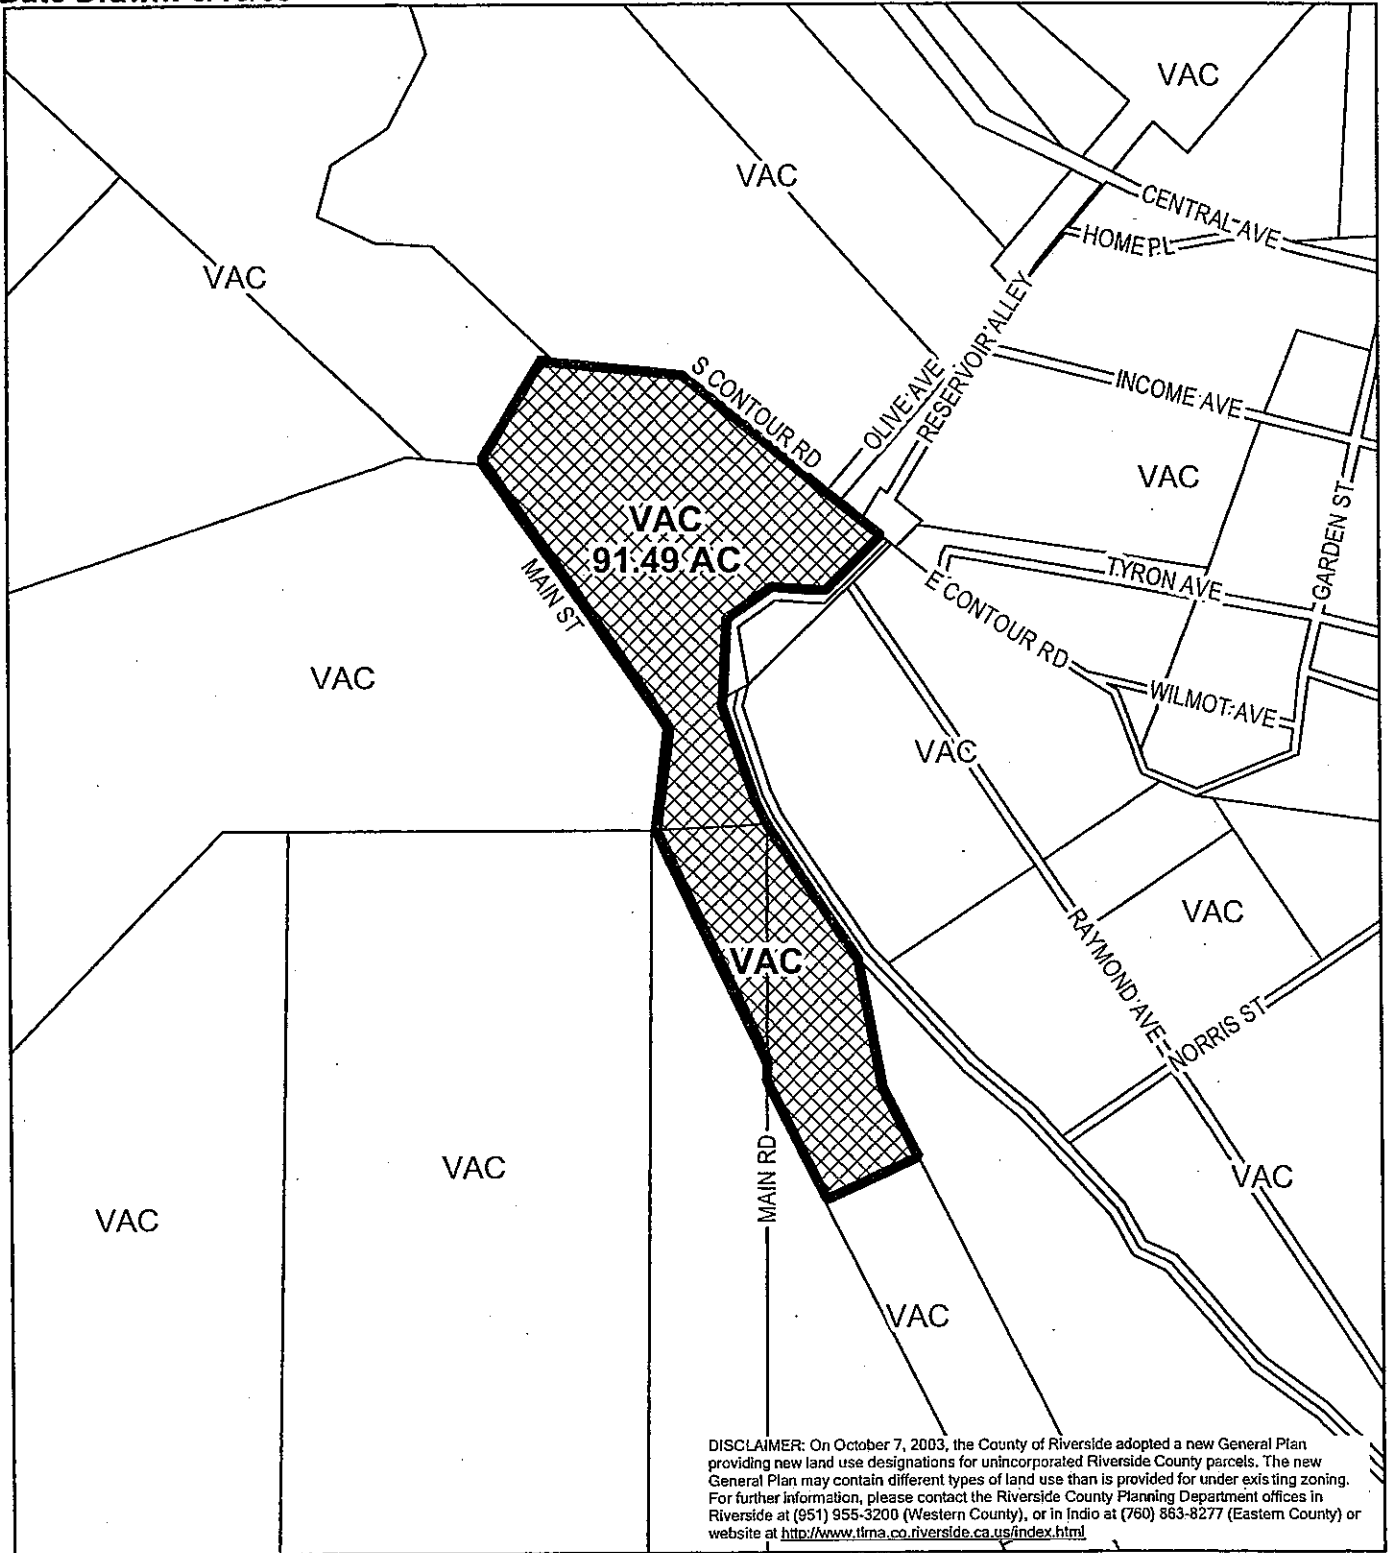 VAC
VAC
CENTRAL AVE
HOME PL
VAC
RESERVOIR ALLEY
OLIVE AVE
S CONTOUR RD
INCOME AVE
VAC
GARDEN ST
VAC
91.49 AC
MAIN ST
TYRON AVE
E CONTOUR RD
VAC
WILMOT AVE
VAC
VAC
RAYMOND AVE
VAC
NORRIS ST
VAC
VAC
MAIN RD
VAC
VAC
DISCLAIMER: On October 7, 2003, the County of Riverside adopted a new General Plan
providing new land use designations for unincorporated Riverside County parcels. The new
General Plan may contain different types of land use than is provided for under existing zoning.
For further information, please contact the Riverside County Planning Department offices in
Riverside at (951) 955-3200 (Western County), or in Indio at (760) 863-8277 (Eastern County) or
website at http://www.tlma.co.riverside.ca.us/index.html